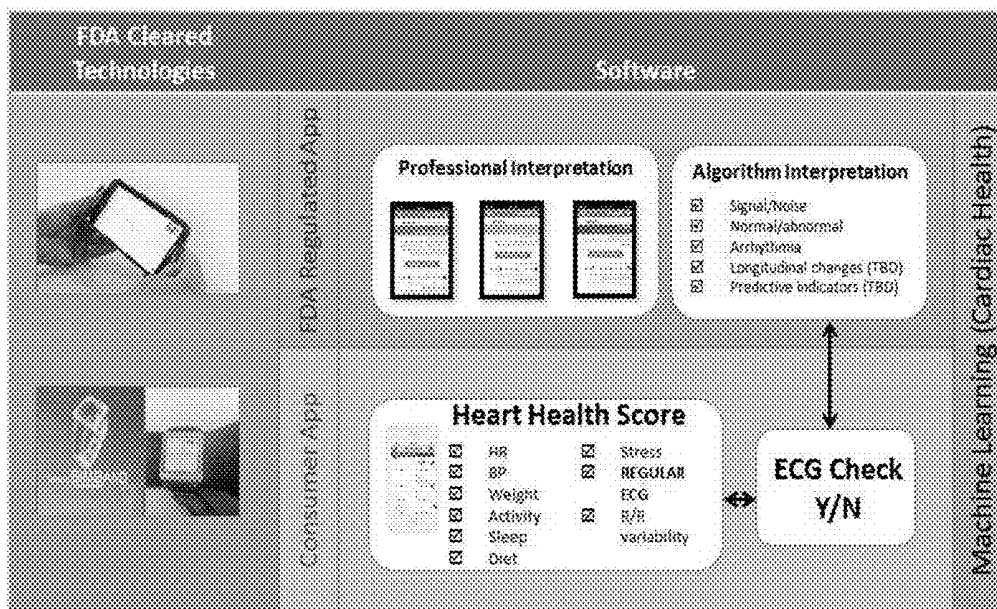 FDA Cleared
Technologies
Software
FDA Regulated App
Professional Interpretation
Algorithm Interpretation
☑ Signal/Noise
☑ Normal/abnormal
☑ Arrhythmia
☑ Longitudinal changes (TBD)
☑ Predictive indicators (TBD)
Consumer App
Heart Health Score
☑ HR
☑ BP
☑ Weight
☑ Activity
☑ Sleep
☑ Diet
☑ Stress
☑ REGULAR
ECG
☑ R/R
variability
ECG Check
Y/N
Machine Learning (Cardiac Health)